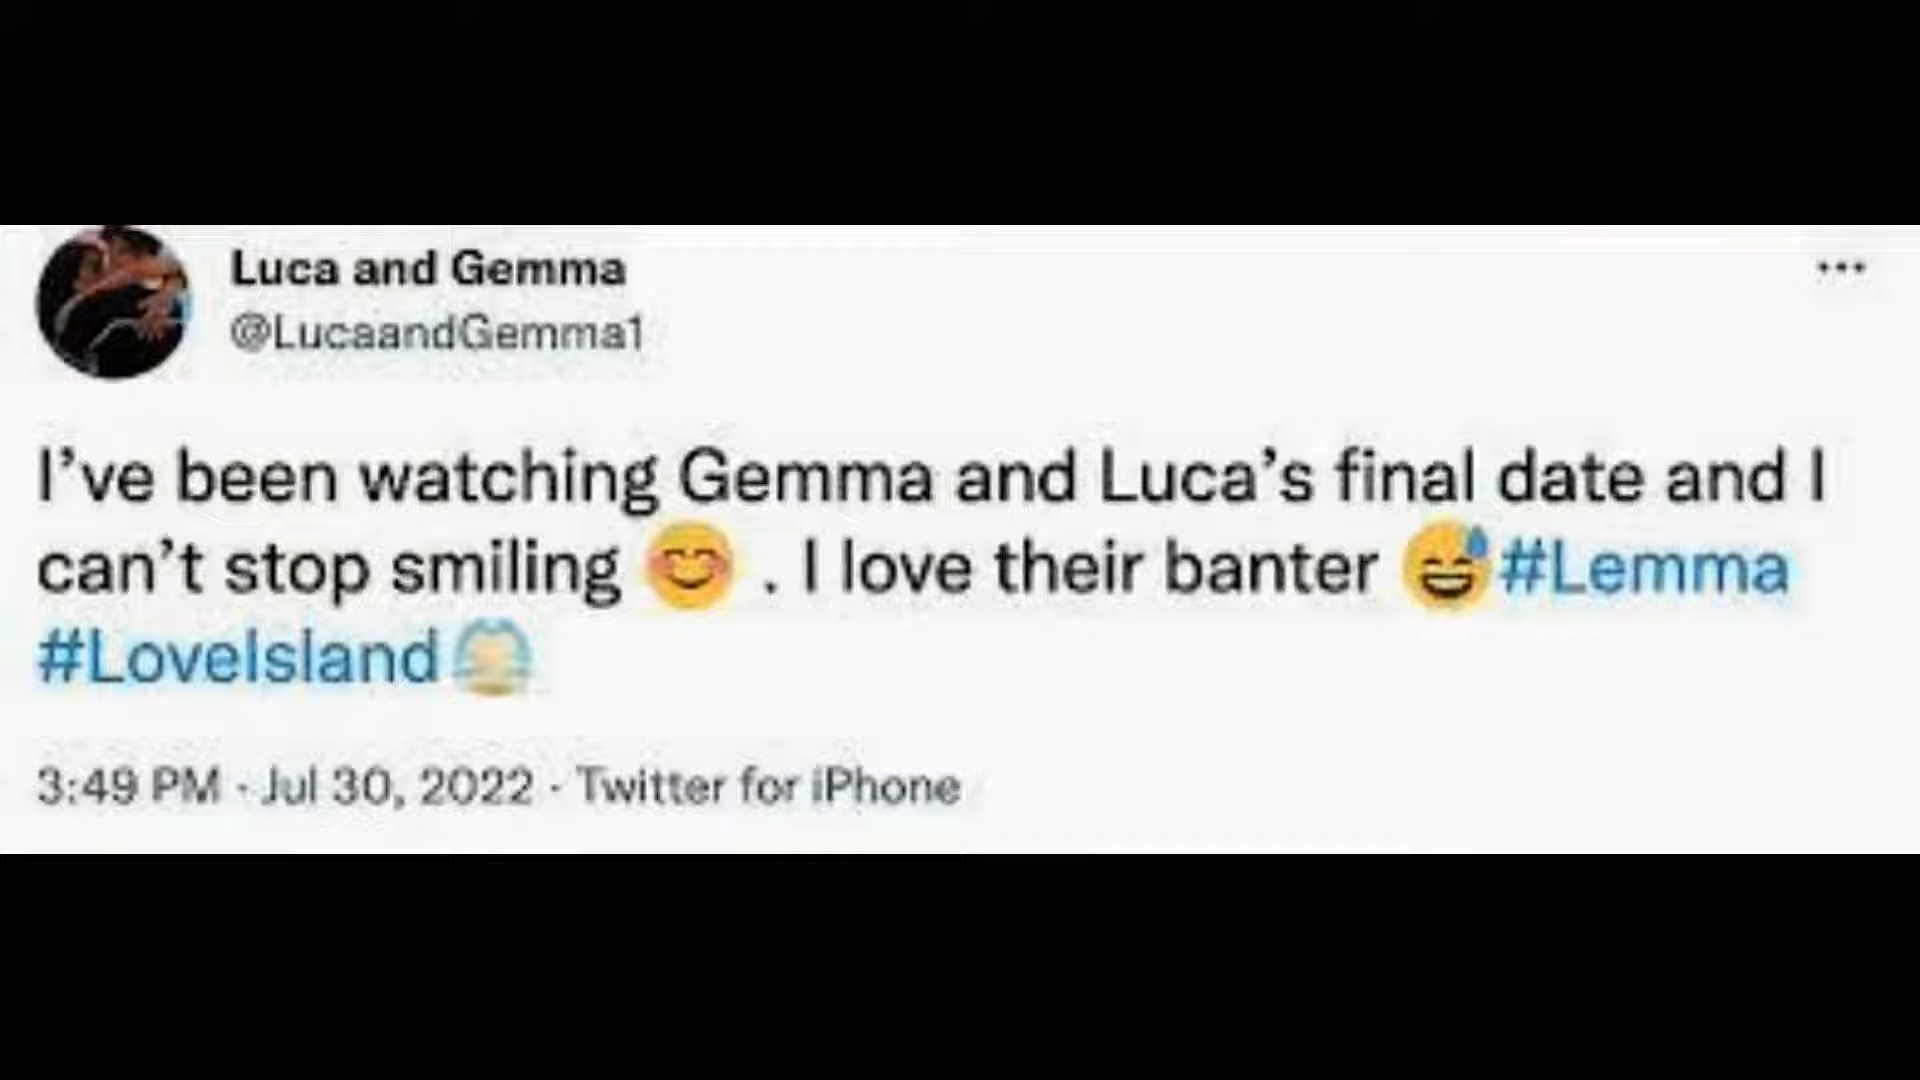 Luca and Gemma
@LucaandGemma1
I've been watching Gemma and Luca's final date and I
can't stop smiling 😊 . I love their banter 😅#Lemma
#LoveIsland
3:49 PM · Jul 30, 2022 · Twitter for iPhone